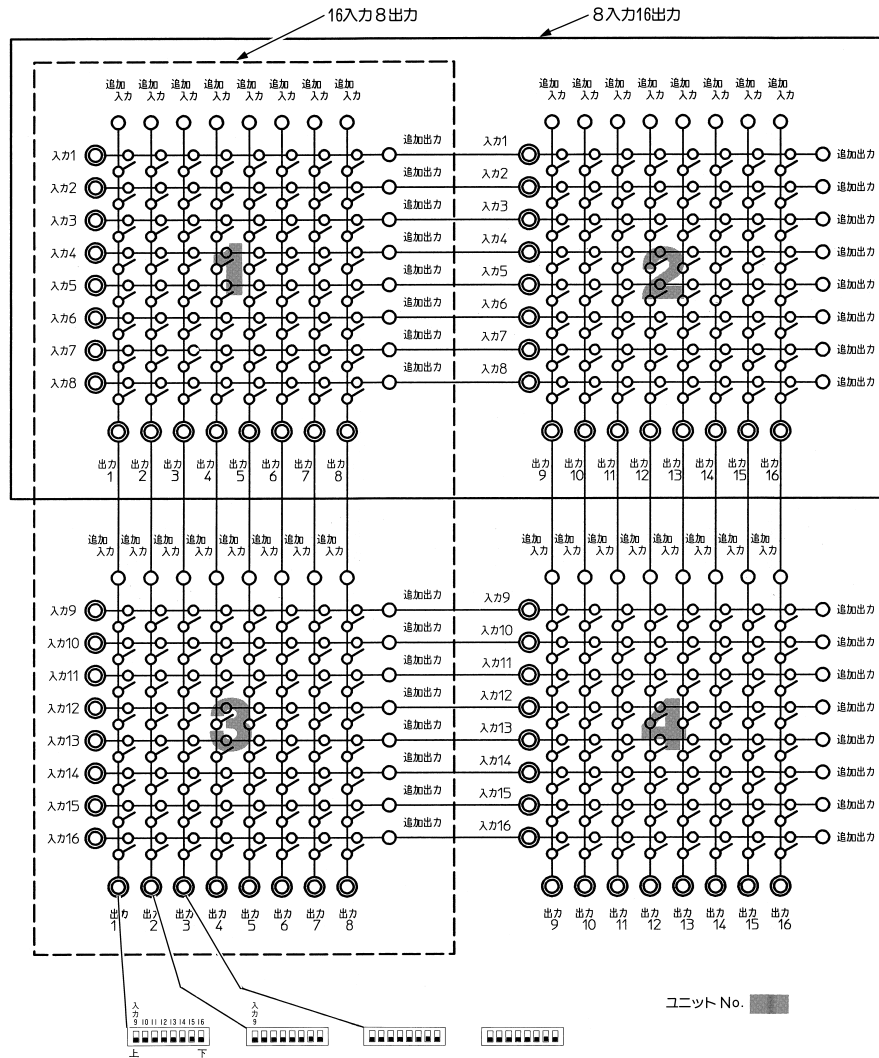 16入力8出力
8入力16出力
追加入力 追加入力 追加入力 追加入力 追加入力 追加入力 追加入力 追加入力
追加入力 追加入力 追加入力 追加入力 追加入力 追加入力 追加入力 追加入力
入力1 追加出力 入力1 追加出力
入力2 追加出力 入力2 追加出力
入力3 追加出力 入力3 追加出力
入力4 追加出力 入力4 追加出力
入力5 追加出力 入力5 追加出力
入力6 追加出力 入力6 追加出力
入力7 追加出力 入力7 追加出力
入力8 追加出力 入力8 追加出力
1
2
出力1 出力2 出力3 出力4 出力5 出力6 出力7 出力8
出力9 出力10 出力11 出力12 出力13 出力14 出力15 出力16
追加入力 追加入力 追加入力 追加入力 追加入力 追加入力 追加入力 追加入力
追加入力 追加入力 追加入力 追加入力 追加入力 追加入力 追加入力 追加入力
入力9 追加出力 入力9 追加出力
入力10 追加出力 入力10 追加出力
入力11 追加出力 入力11 追加出力
入力12 追加出力 入力12 追加出力
入力13 追加出力 入力13 追加出力
入力14 追加出力 入力14 追加出力
入力15 追加出力 入力15 追加出力
入力16 追加出力 入力16 追加出力
3
4
出力1 出力2 出力3 出力4 出力5 出力6 出力7 出力8
出力9 出力10 出力11 出力12 出力13 出力14 出力15 出力16
ユニット No.
入力
9 10 11 12 13 14 15 16
上 下
入力
9